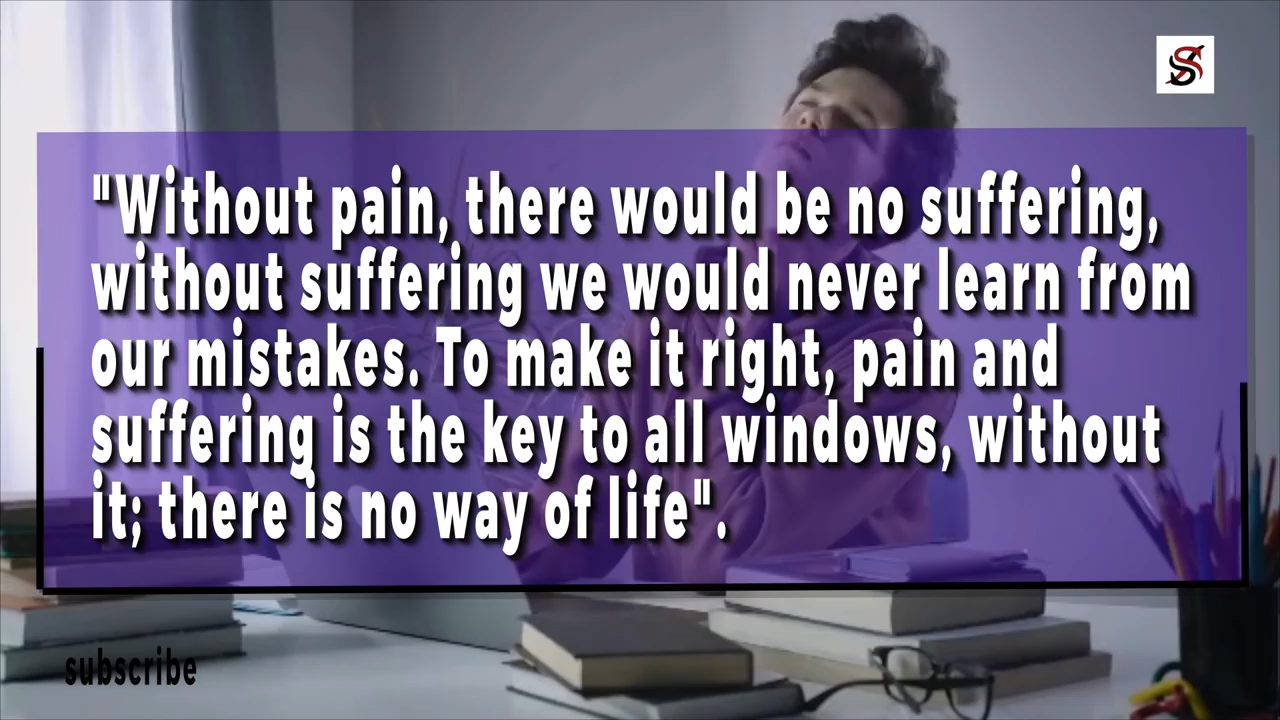 "Without pain, there would be no suffering,
without suffering we would never learn from
our mistakes. To make it right, pain and
suffering is the key to all windows, without
it; there is no way of life".
subscribe